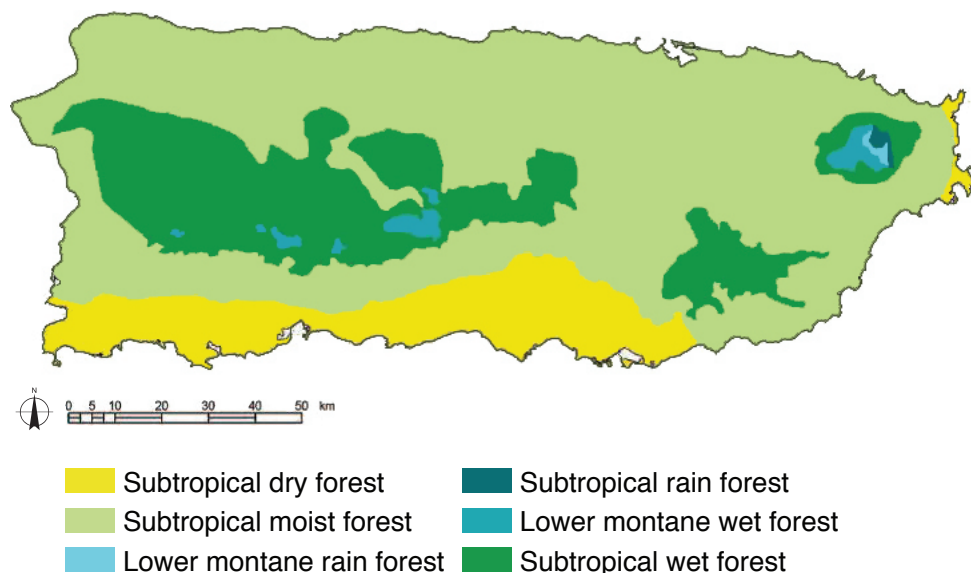 N
0 5 10 20 30 40 50 km
Subtropical dry forest
Subtropical moist forest
Lower montane rain forest
Subtropical rain forest
Lower montane wet forest
Subtropical wet forest